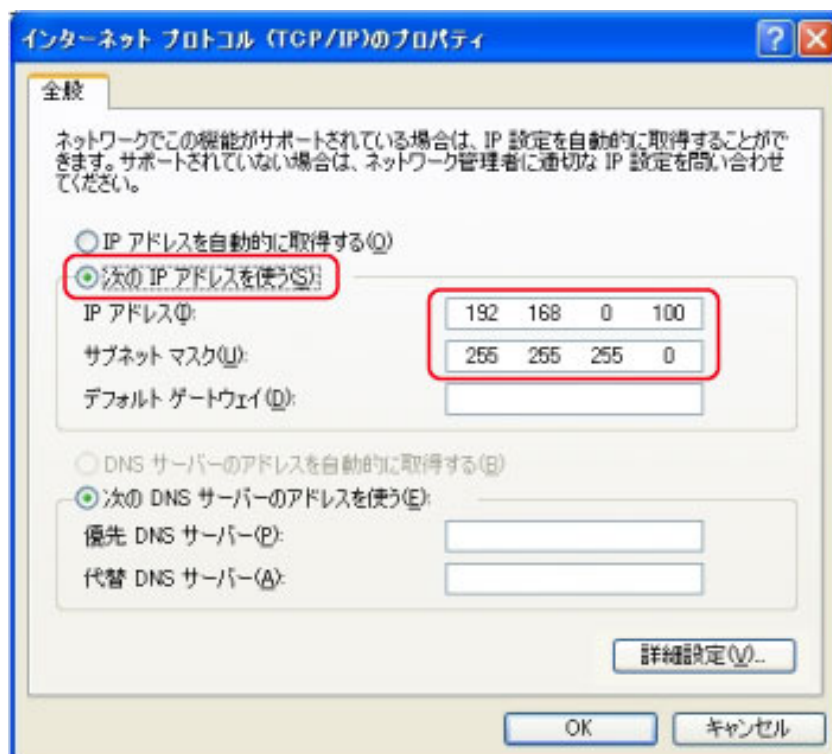 インターネット プロトコル (TCP/IP)のプロパティ
全般
ネットワークでこの機能がサポートされている場合は、IP 設定を自動的に取得することがで
きます。サポートされていない場合は、ネットワーク管理者に適切な IP 設定を問い合わせ
てください。
IP アドレスを自動的に取得する(O)
次の IP アドレスを使う(S):
IP アドレス(I): 192 168 0 100
サブネット マスク(U): 255 255 255 0
デフォルト ゲートウェイ(D):
DNS サーバーのアドレスを自動的に取得する(B)
次の DNS サーバーのアドレスを使う(E):
優先 DNS サーバー(P):
代替 DNS サーバー(A):
詳細設定(V)...
OK キャンセル